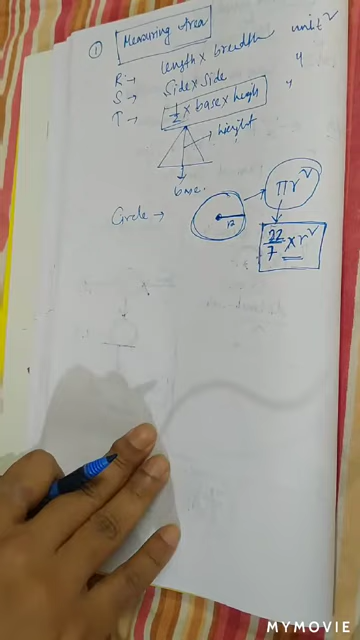 ① Measuring Area
R → length × breadth unit²
S → Side × Side "
T → 1/2 × base × heigh "
height
base.
Circle → r πr²
22/7 × r²
MYMOVIE